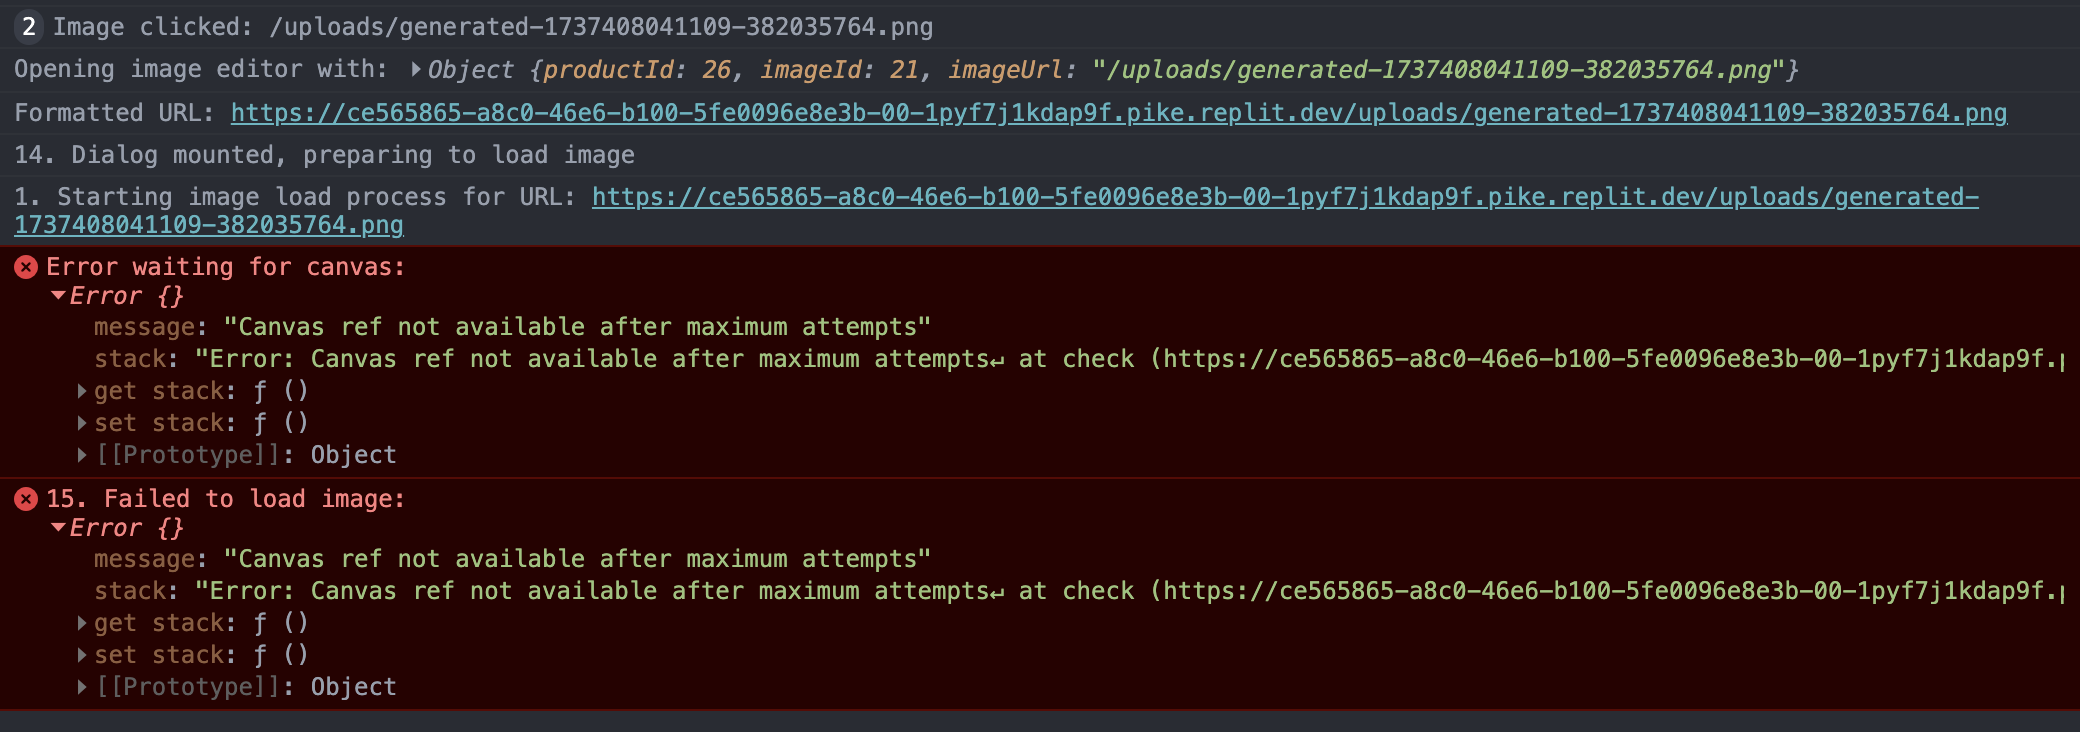 2 Image clicked: /uploads/generated-1737408041109-382035764.png
Opening image editor with: ▶Object {productId: 26, imageId: 21, imageUrl: "/uploads/generated-1737408041109-382035764.png"}
Formatted URL: https://ce565865-a8c0-46e6-b100-5fe0096e8e3b-00-1pyf7j1kdap9f.pike.replit.dev/uploads/generated-1737408041109-382035764.png
14. Dialog mounted, preparing to load image
1. Starting image load process for URL: https://ce565865-a8c0-46e6-b100-5fe0096e8e3b-00-1pyf7j1kdap9f.pike.replit.dev/uploads/generated-
1737408041109-382035764.png
Error waiting for canvas:
▼Error {}
message: "Canvas ref not available after maximum attempts"
stack: "Error: Canvas ref not available after maximum attempts↵ at check (https://ce565865-a8c0-46e6-b100-5fe0096e8e3b-00-1pyf7j1kdap9f.
▶get stack: ƒ ()
▶set stack: ƒ ()
▶[[Prototype]]: Object
15. Failed to load image:
▼Error {}
message: "Canvas ref not available after maximum attempts"
stack: "Error: Canvas ref not available after maximum attempts↵ at check (https://ce565865-a8c0-46e6-b100-5fe0096e8e3b-00-1pyf7j1kdap9f.
▶get stack: ƒ ()
▶set stack: ƒ ()
▶[[Prototype]]: Object